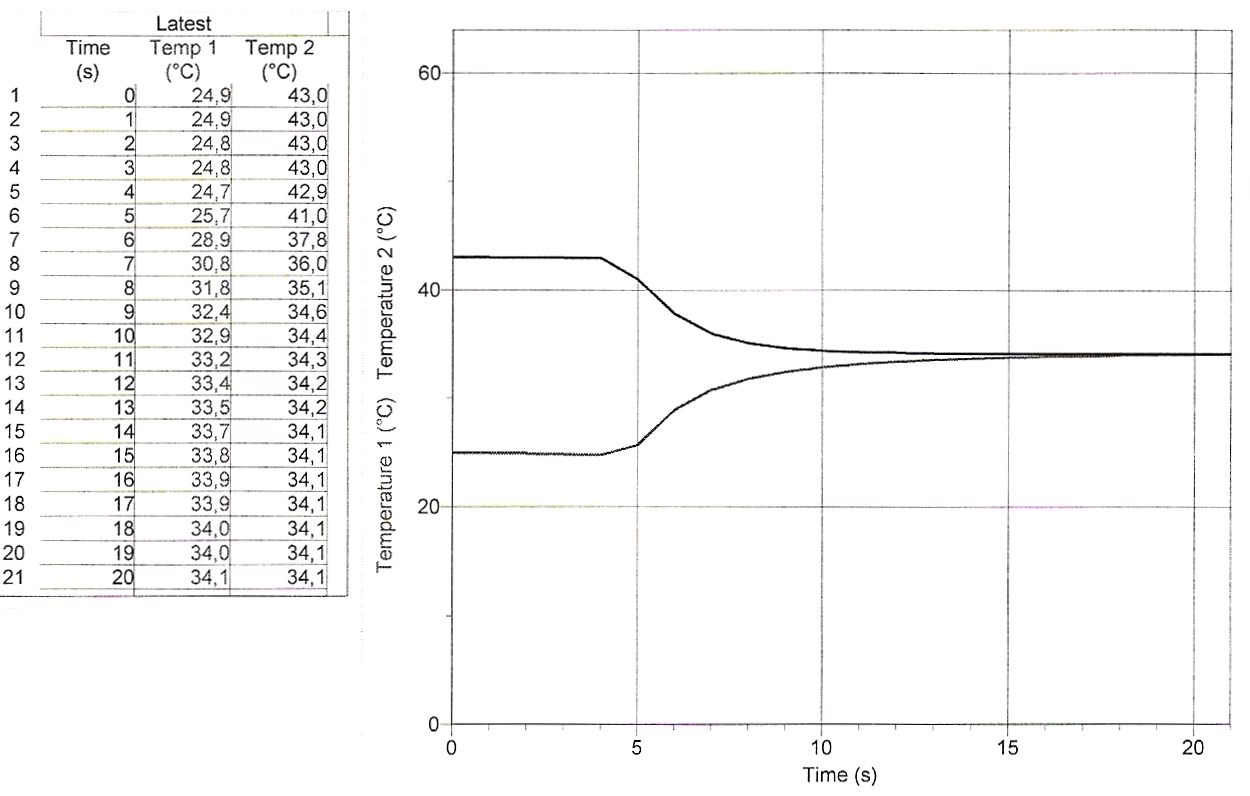 Latest
Time Temp 1 Temp 2
(s) (°C) (°C)
1 0 24,9 43,0
2 1 24,9 43,0
3 2 24,8 43,0
4 3 24,8 43,0
5 4 24,7 42,9
6 5 25,7 41,0
7 6 28,9 37,8
8 7 30,8 36,0
9 8 31,8 35,1
10 9 32,4 34,6
11 10 32,9 34,4
12 11 33,2 34,3
13 12 33,4 34,2
14 13 33,5 34,2
15 14 33,7 34,1
16 15 33,8 34,1
17 16 33,9 34,1
18 17 33,9 34,1
19 18 34,0 34,1
20 19 34,0 34,1
21 20 34,1 34,1
Temperature 1 (°C) Temperature 2 (°C)
60
40
20
0
0 5 10 15 20
Time (s)